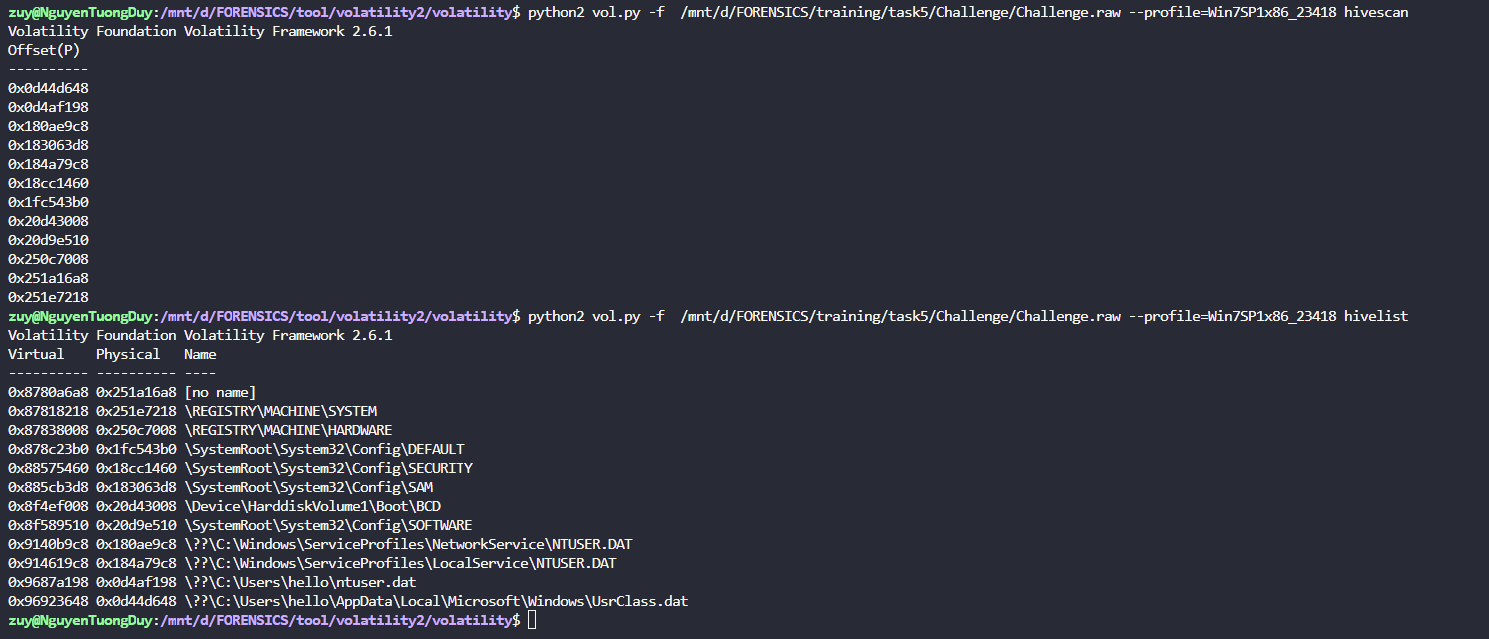 zuy@NguyenTuongDuy:/mnt/d/FORENSICS/tool/volatility2/volatility$ python2 vol.py -f  /mnt/d/FORENSICS/training/task5/Challenge/Challenge.raw --profile=Win7SP1x86_23418 hivescan
Volatility Foundation Volatility Framework 2.6.1
Offset(P)
----------
0x0d44d648
0x0d4af198
0x180ae9c8
0x183063d8
0x184a79c8
0x18cc1460
0x1fc543b0
0x20d43008
0x20d9e510
0x250c7008
0x251a16a8
0x251e7218
zuy@NguyenTuongDuy:/mnt/d/FORENSICS/tool/volatility2/volatility$ python2 vol.py -f  /mnt/d/FORENSICS/training/task5/Challenge/Challenge.raw --profile=Win7SP1x86_23418 hivelist
Volatility Foundation Volatility Framework 2.6.1
Virtual    Physical   Name
---------- ---------- ----
0x8780a6a8 0x251a16a8 [no name]
0x87818218 0x251e7218 \REGISTRY\MACHINE\SYSTEM
0x87838008 0x250c7008 \REGISTRY\MACHINE\HARDWARE
0x878c23b0 0x1fc543b0 \SystemRoot\System32\Config\DEFAULT
0x88575460 0x18cc1460 \SystemRoot\System32\Config\SECURITY
0x885cb3d8 0x183063d8 \SystemRoot\System32\Config\SAM
0x8f4ef008 0x20d43008 \Device\HarddiskVolume1\Boot\BCD
0x8f589510 0x20d9e510 \SystemRoot\System32\Config\SOFTWARE
0x9140b9c8 0x180ae9c8 \??\C:\Windows\ServiceProfiles\NetworkService\NTUSER.DAT
0x914619c8 0x184a79c8 \??\C:\Windows\ServiceProfiles\LocalService\NTUSER.DAT
0x9687a198 0x0d4af198 \??\C:\Users\hello\ntuser.dat
0x96923648 0x0d44d648 \??\C:\Users\hello\AppData\Local\Microsoft\Windows\UsrClass.dat
zuy@NguyenTuongDuy:/mnt/d/FORENSICS/tool/volatility2/volatility$